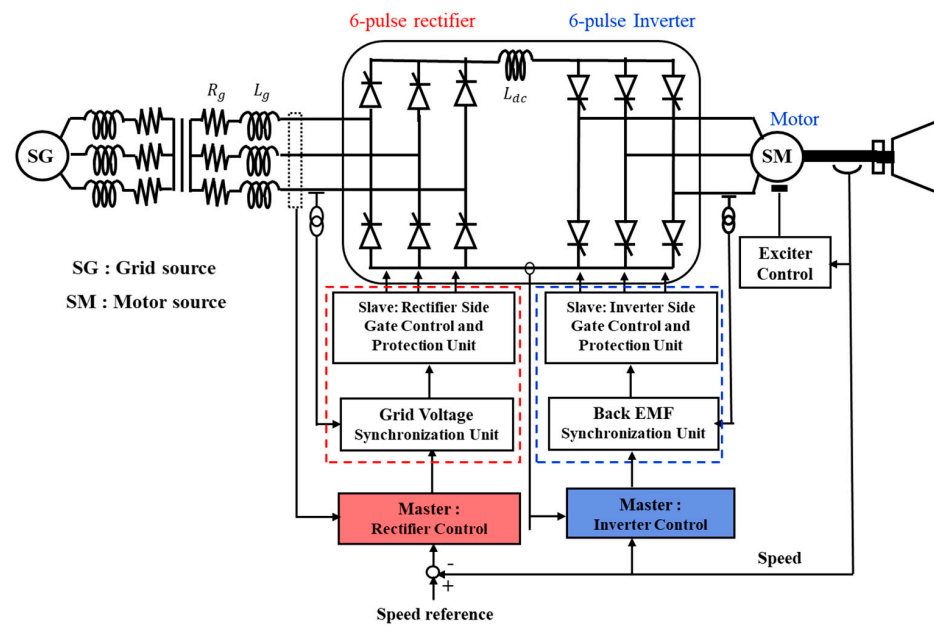 6-pulse rectifier
6-pulse Inverter
R_g
L_g
L_dc
Motor
SG
SM
SG : Grid source
SM : Motor source
Exciter
Control
Slave: Rectifier Side
Gate Control and
Protection Unit
Slave: Inverter Side
Gate Control and
Protection Unit
Grid Voltage
Synchronization Unit
Back EMF
Synchronization Unit
Master :
Rectifier Control
Master :
Inverter Control
Speed
-
+
Speed reference